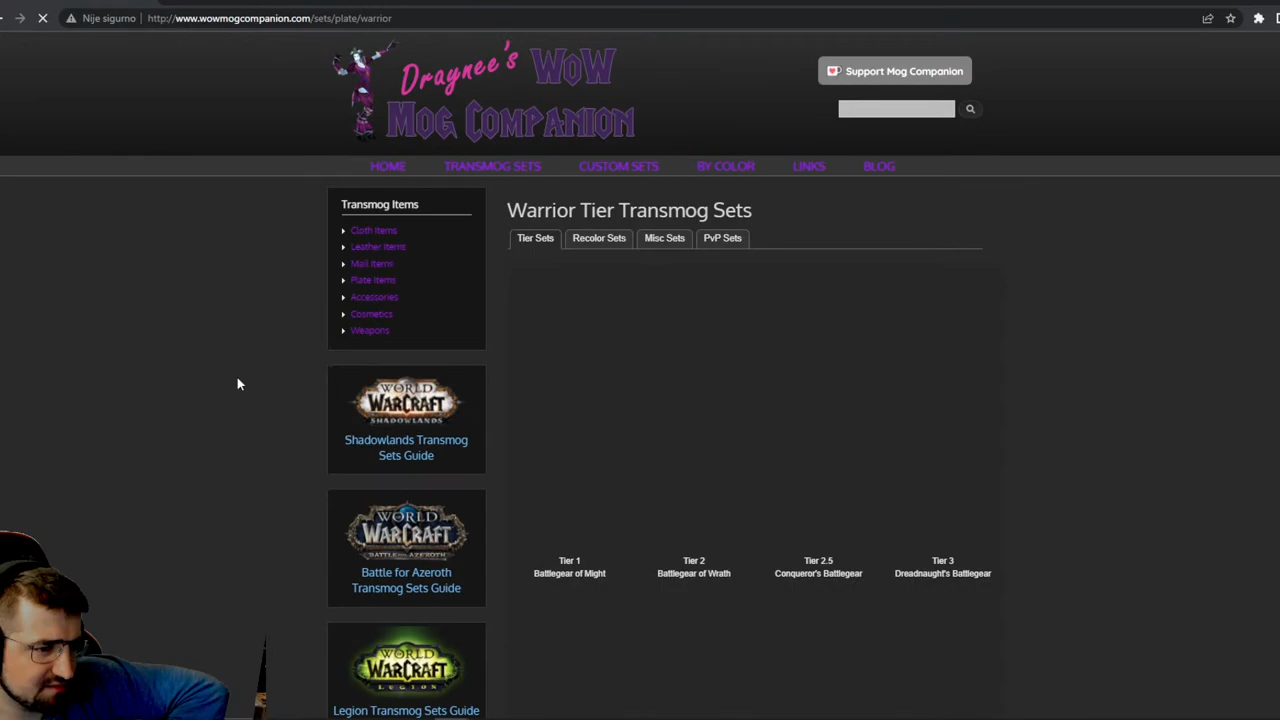 Nije sigurno | http://www.wowmogcompanion.com/sets/plate/warrior
Draynee's WoW
Mog Companion
Support Mog Companion
HOME TRANSMOG SETS CUSTOM SETS BY COLOR LINKS BLOG
Transmog Items
Cloth Items
Leather Items
Mail Items
Plate Items
Accessories
Cosmetics
Weapons
Warrior Tier Transmog Sets
Tier Sets Recolor Sets Misc Sets PvP Sets
WORLD
WARCRAFT
SHADOWLANDS
Shadowlands Transmog
Sets Guide
WORLD
WARCRAFT
BATTLE FOR AZEROTH
Battle for Azeroth
Transmog Sets Guide
WORLD
WARCRAFT
LEGION
Legion Transmog Sets Guide
Tier 1
Battlegear of Might
Tier 2
Battlegear of Wrath
Tier 2.5
Conqueror's Battlegear
Tier 3
Dreadnaught's Battlegear